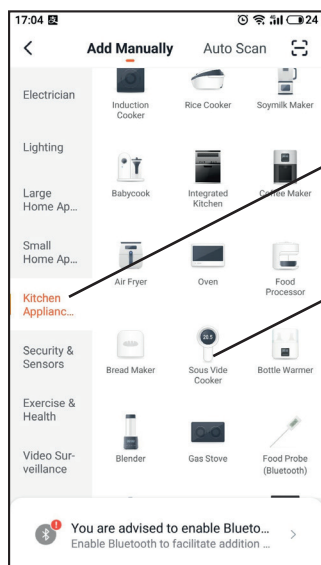 17:04 24
Add Manually Auto Scan
Electrician
Lighting
Large
Home Ap...
Small
Home Ap...
Kitchen
Applianc...
Security &
Sensors
Exercise &
Health
Video Sur-
veillance
Induction
Cooker
Rice Cooker
Soymilk Maker
Babycook
Integrated
Kitchen
Coffee Maker
Air Fryer
Oven
Food
Processor
Bread Maker
20.5
Sous Vide
Cooker
Bottle Warmer
Blender
Gas Stove
Food Probe
(Bluetooth)
You are advised to enable Blueto...
Enable Bluetooth to facilitate addition ...